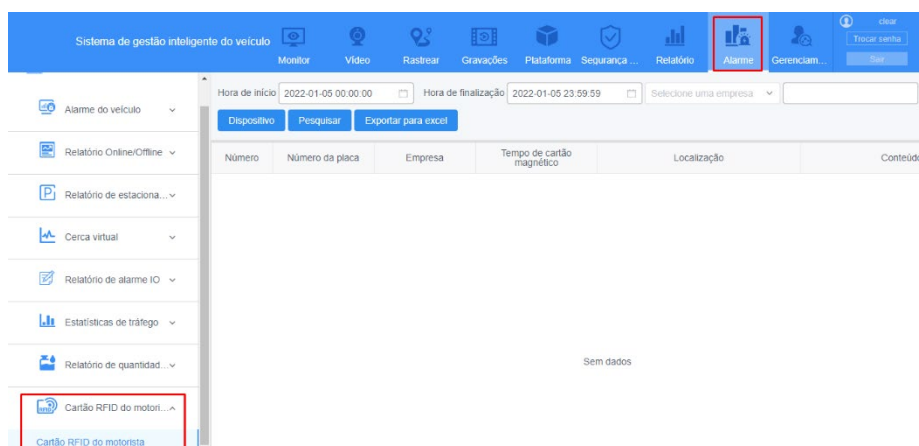 Sistema de gestão inteligente do veículo
Monitor Vídeo Rastrear Gravações Plataforma Segurança ... Relatório Alarme Gerenciam...
clear
Trocar senha
Sair
Alarme do veículo
Relatório Online/Offline
Relatório de estaciona...
Cerca virtual
Relatório de alarme IO
Estatísticas de tráfego
Relatório de quantidad...
Cartão RFID do motori...
Cartão RFID do motorista
Hora de início 2022-01-05 00:00:00 Hora de finalização 2022-01-05 23:59:59 Selecione uma empresa
Dispositivo Pesquisar Exportar para excel
Número Número da placa Empresa Tempo de cartão magnético Localização Conteúdo
Sem dados